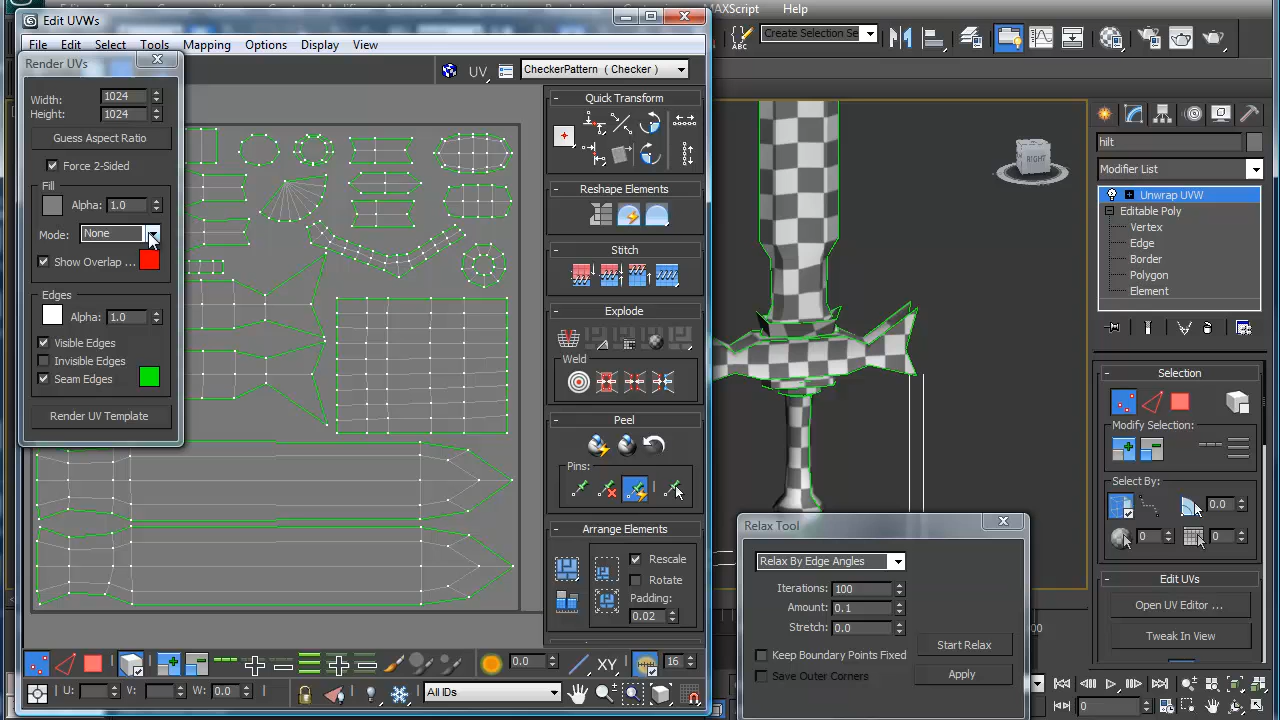 Edit UVWs
File Edit Select Tools Mapping Options Display View
UV CheckerPattern ( Checker )
Render UVs
Width: 1024
Height: 1024
Guess Aspect Ratio
Force 2-Sided
Fill
Alpha: 1.0
Mode: None
Show Overlap ...
Edges
Alpha: 1.0
Visible Edges
Invisible Edges
Seam Edges
Render UV Template
Quick Transform
Reshape Elements
Stitch
Explode
Weld
Peel
Pins:
Arrange Elements
Rescale
Rotate
Padding:
0.02
0.0 XY 16
U: V: W: 0.0 All IDs
MAXScript Help
Create Selection Se
RIGHT
Relax Tool
Relax By Edge Angles
Iterations: 100
Amount: 0.1
Stretch: 0.0
Start Relax
Keep Boundary Points Fixed
Save Outer Corners
Apply
hilt
Modifier List
Unwrap UVW
Editable Poly
Vertex
Edge
Border
Polygon
Element
Selection
Modify Selection:
Select By:
0.0
0 0
Edit UVs
Open UV Editor ...
Tweak In View
0